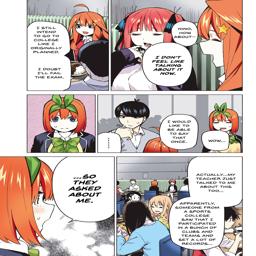 I STILL
INTEND TO
GO TO
COLLEGE
LIKE I
ORIGINALLY
PLANNED.
I DOUBT
I'LL FAIL
THE EXAM.
NINO,
HOW
ABOUT--
I DON'T
FEEL LIKE
TALKING
ABOUT IT
NOW.
I WOULD
LIKE TO BE
ABLE TO
SAY THAT
ONCE.
WOW...
...SO
THEY
ASKED
ABOUT
ME.
ACTUALLY...MY
TEACHER JUST
TALKED TO ME
ABOUT THIS
TOO...
APPARENTLY,
SOMEONE FROM
A SPORTS
COLLEGE
SAW THAT I
PARTICIPATED
IN A BUNCH OF
CLUBS AND
TEAMS AND
SET A LOT OF
RECORDS...